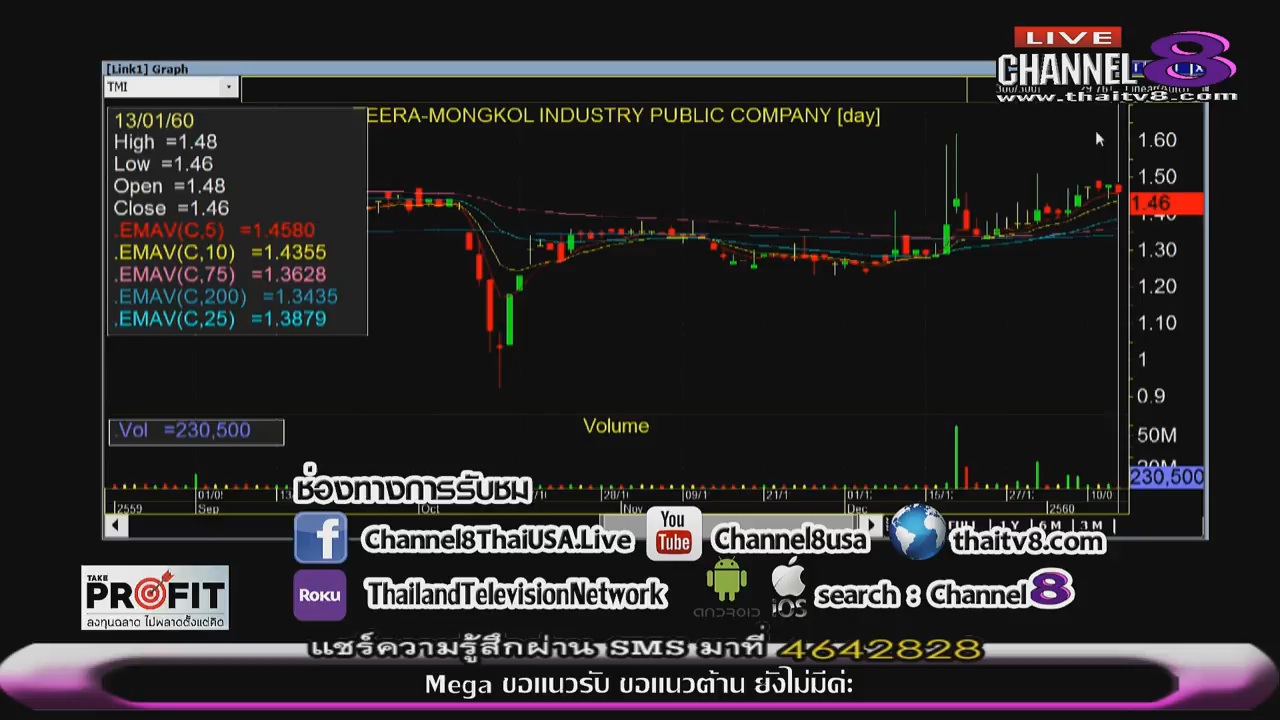 LIVE
CHANNEL 8
www.thaitv8.com
[Link1] Graph
TMI
EERA-MONGKOL INDUSTRY PUBLIC COMPANY [day]
13/01/60
High =1.48
Low =1.46
Open =1.48
Close =1.46
.EMAV(C,5) =1.4580
.EMAV(C,10) =1.4355
.EMAV(C,75) =1.3628
.EMAV(C,200) =1.3435
.EMAV(C,25) =1.3879
1.60
1.50
1.46
1.40
1.30
1.20
1.10
1
0.9
.Vol =230,500
Volume
50M
20M
230,500
ช่องทางการรับชม
2559 Sep Oct Nov Dec 2560
Channel8ThaiUSA.Live
You Tube
Channel8usa
thaitv8.com
TAKE PROFIT
ลงทุนฉลาด ไม่พลาดตั้งแต่คิด
Roku
ThailandTelevisionNetwork
iOS
search : Channel 8
แชร์ความรู้สึกผ่าน SMS มาที่ 4642828
Mega ขอแนวรับ ขอแนวต้าน ยังไม่มีค่ะ